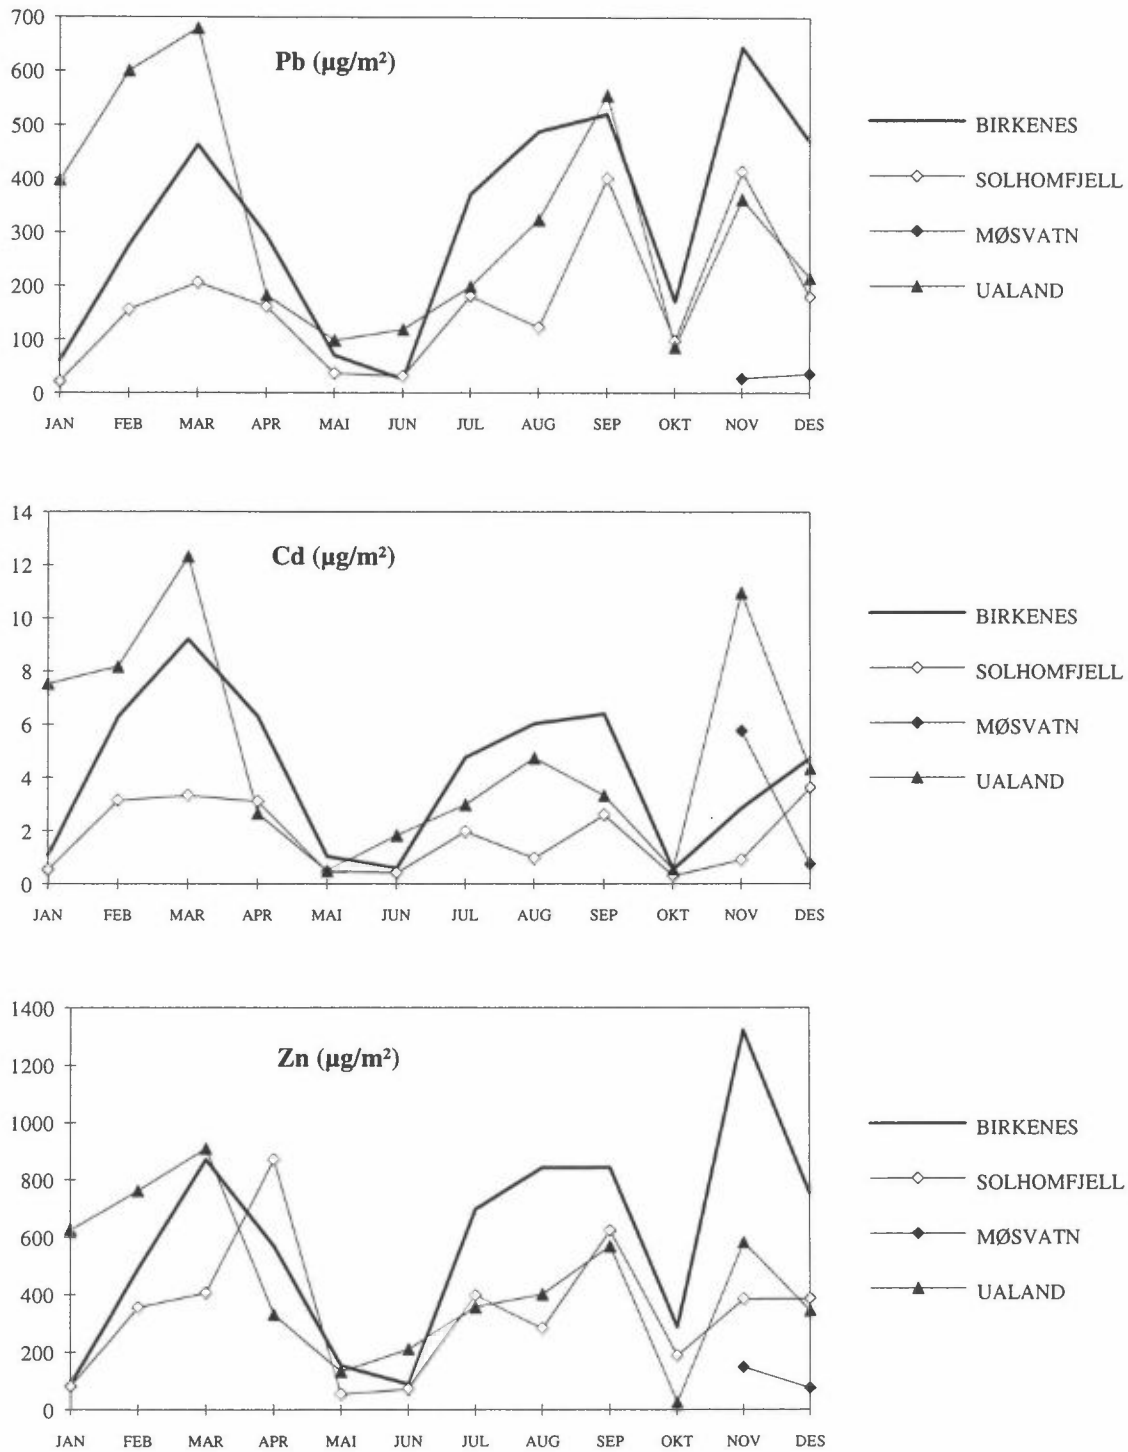 Pb (µg/m²)
700
600
500
400
300
200
100
0
JAN FEB MAR APR MAI JUN JUL AUG SEP OKT NOV DES
BIRKENES
SOLHOMFJELL
MØSVATN
UALAND
Cd (µg/m²)
14
12
10
8
6
4
2
0
JAN FEB MAR APR MAI JUN JUL AUG SEP OKT NOV DES
BIRKENES
SOLHOMFJELL
MØSVATN
UALAND
Zn (µg/m²)
1400
1200
1000
800
600
400
200
0
JAN FEB MAR APR MAI JUN JUL AUG SEP OKT NOV DES
BIRKENES
SOLHOMFJELL
MØSVATN
UALAND